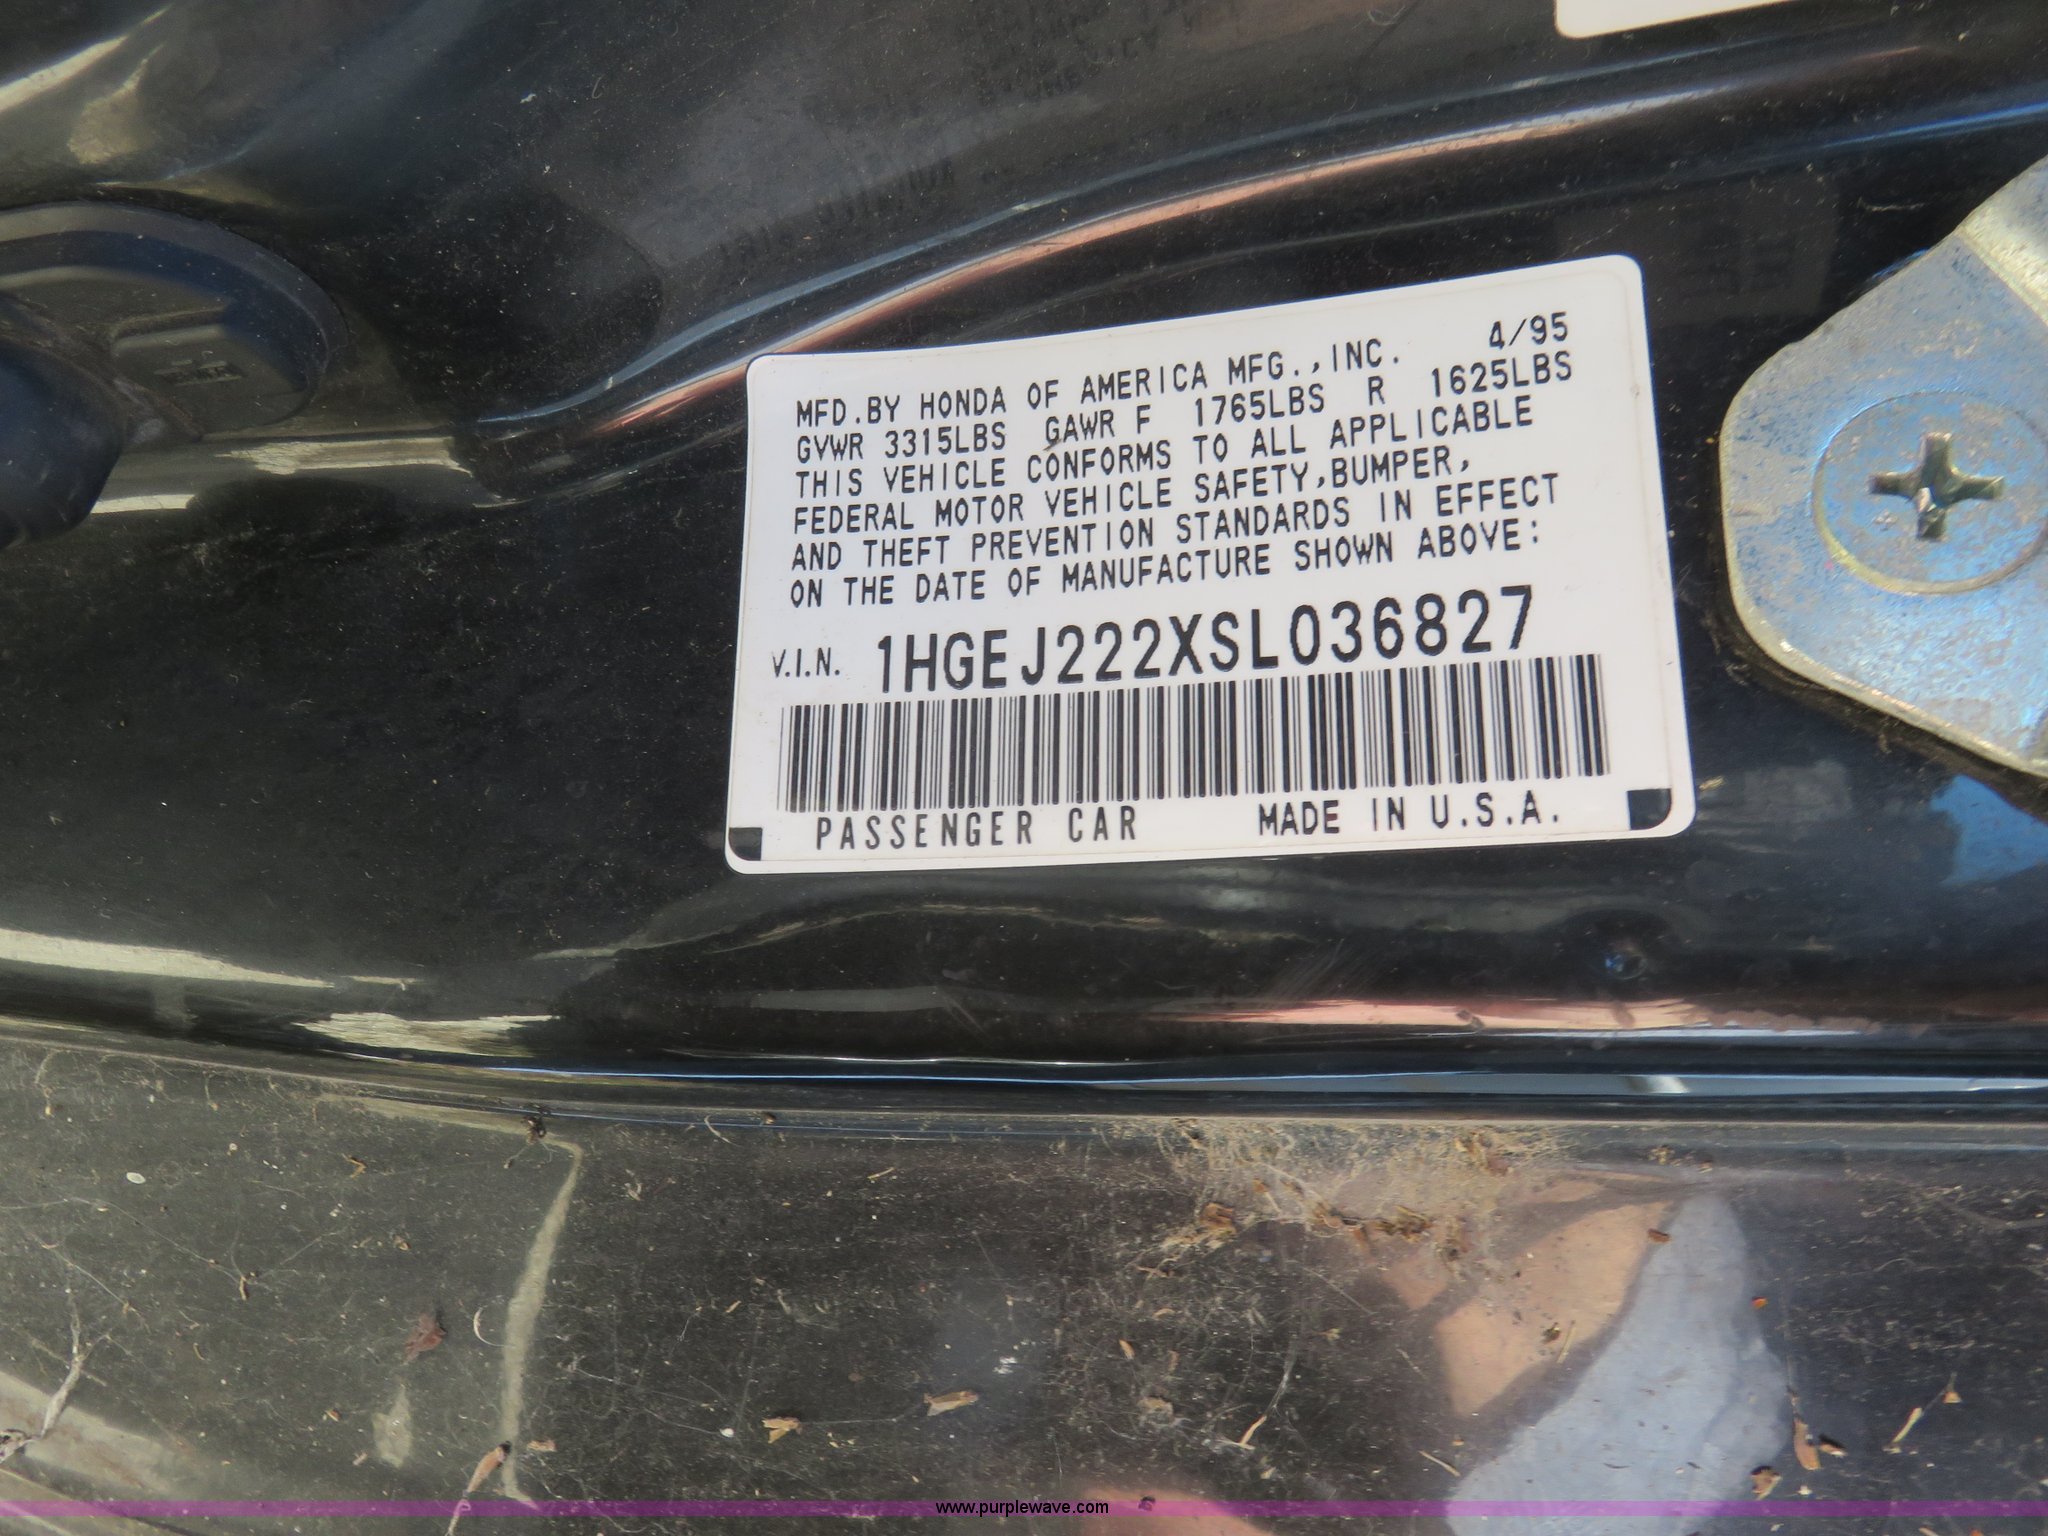 MFD.BY HONDA OF AMERICA MFG.,INC. 4/95
GVWR 3315LBS GAWR F 1765LBS R 1625LBS
THIS VEHICLE CONFORMS TO ALL APPLICABLE
FEDERAL MOTOR VEHICLE SAFETY,BUMPER,
AND THEFT PREVENTION STANDARDS IN EFFECT
ON THE DATE OF MANUFACTURE SHOWN ABOVE:
V.I.N. 1HGEJ222XSL036827
PASSENGER CAR MADE IN U.S.A.
www.purplewave.com